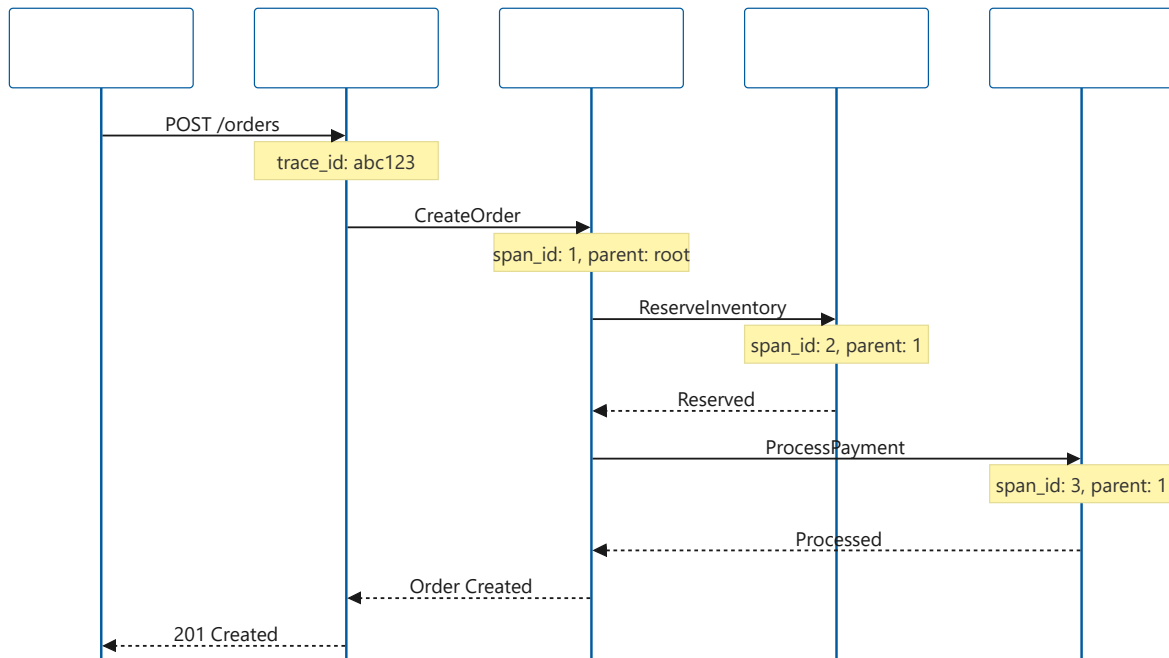 POST /orders
trace_id: abc123
CreateOrder
span_id: 1, parent: root
ReserveInventory
span_id: 2, parent: 1
Reserved
ProcessPayment
span_id: 3, parent: 1
Processed
Order Created
201 Created